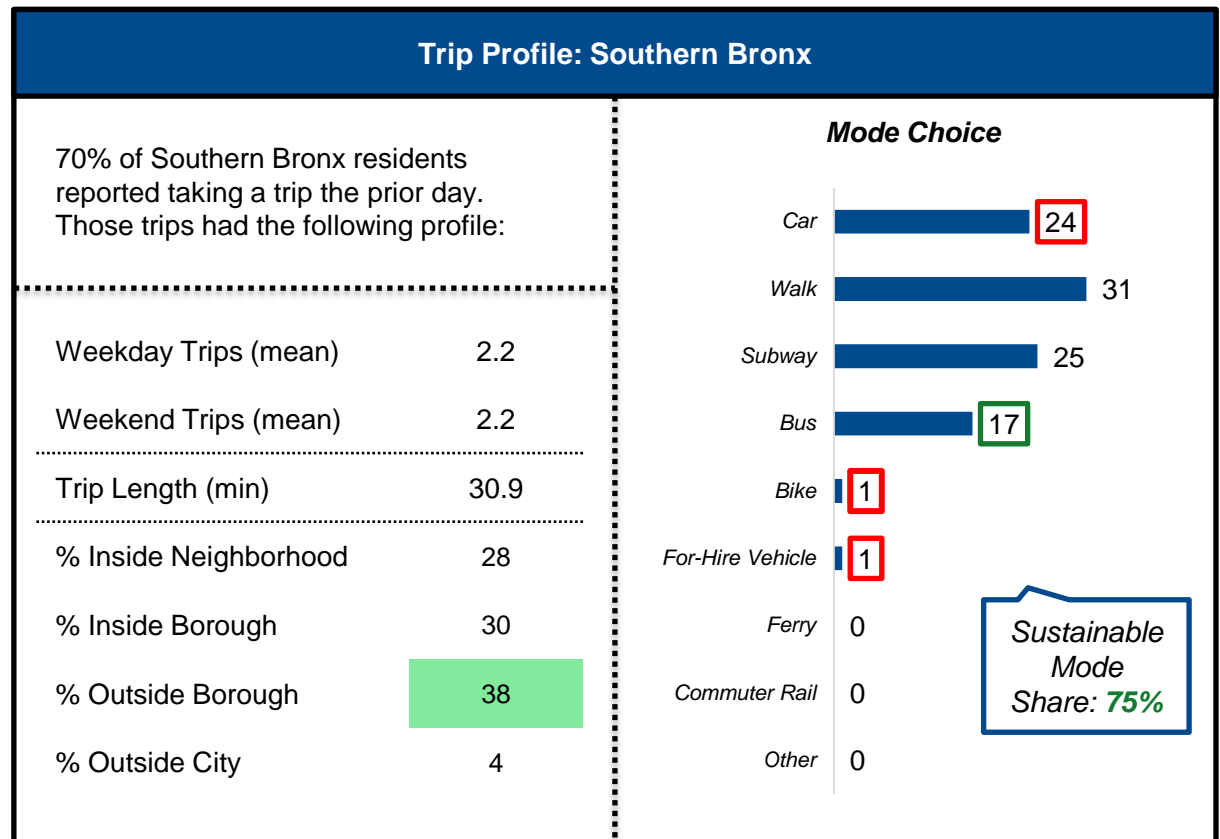 Trip Profile: Southern Bronx
70% of Southern Bronx residents
reported taking a trip the prior day.
Those trips had the following profile:
Weekday Trips (mean) 2.2
Weekend Trips (mean) 2.2
Trip Length (min) 30.9
% Inside Neighborhood 28
% Inside Borough 30
% Outside Borough 38
% Outside City 4
Mode Choice
Car 24
Walk 31
Subway 25
Bus 17
Bike 1
For-Hire Vehicle 1
Ferry 0
Commuter Rail 0
Other 0
Sustainable
Mode
Share: 75%